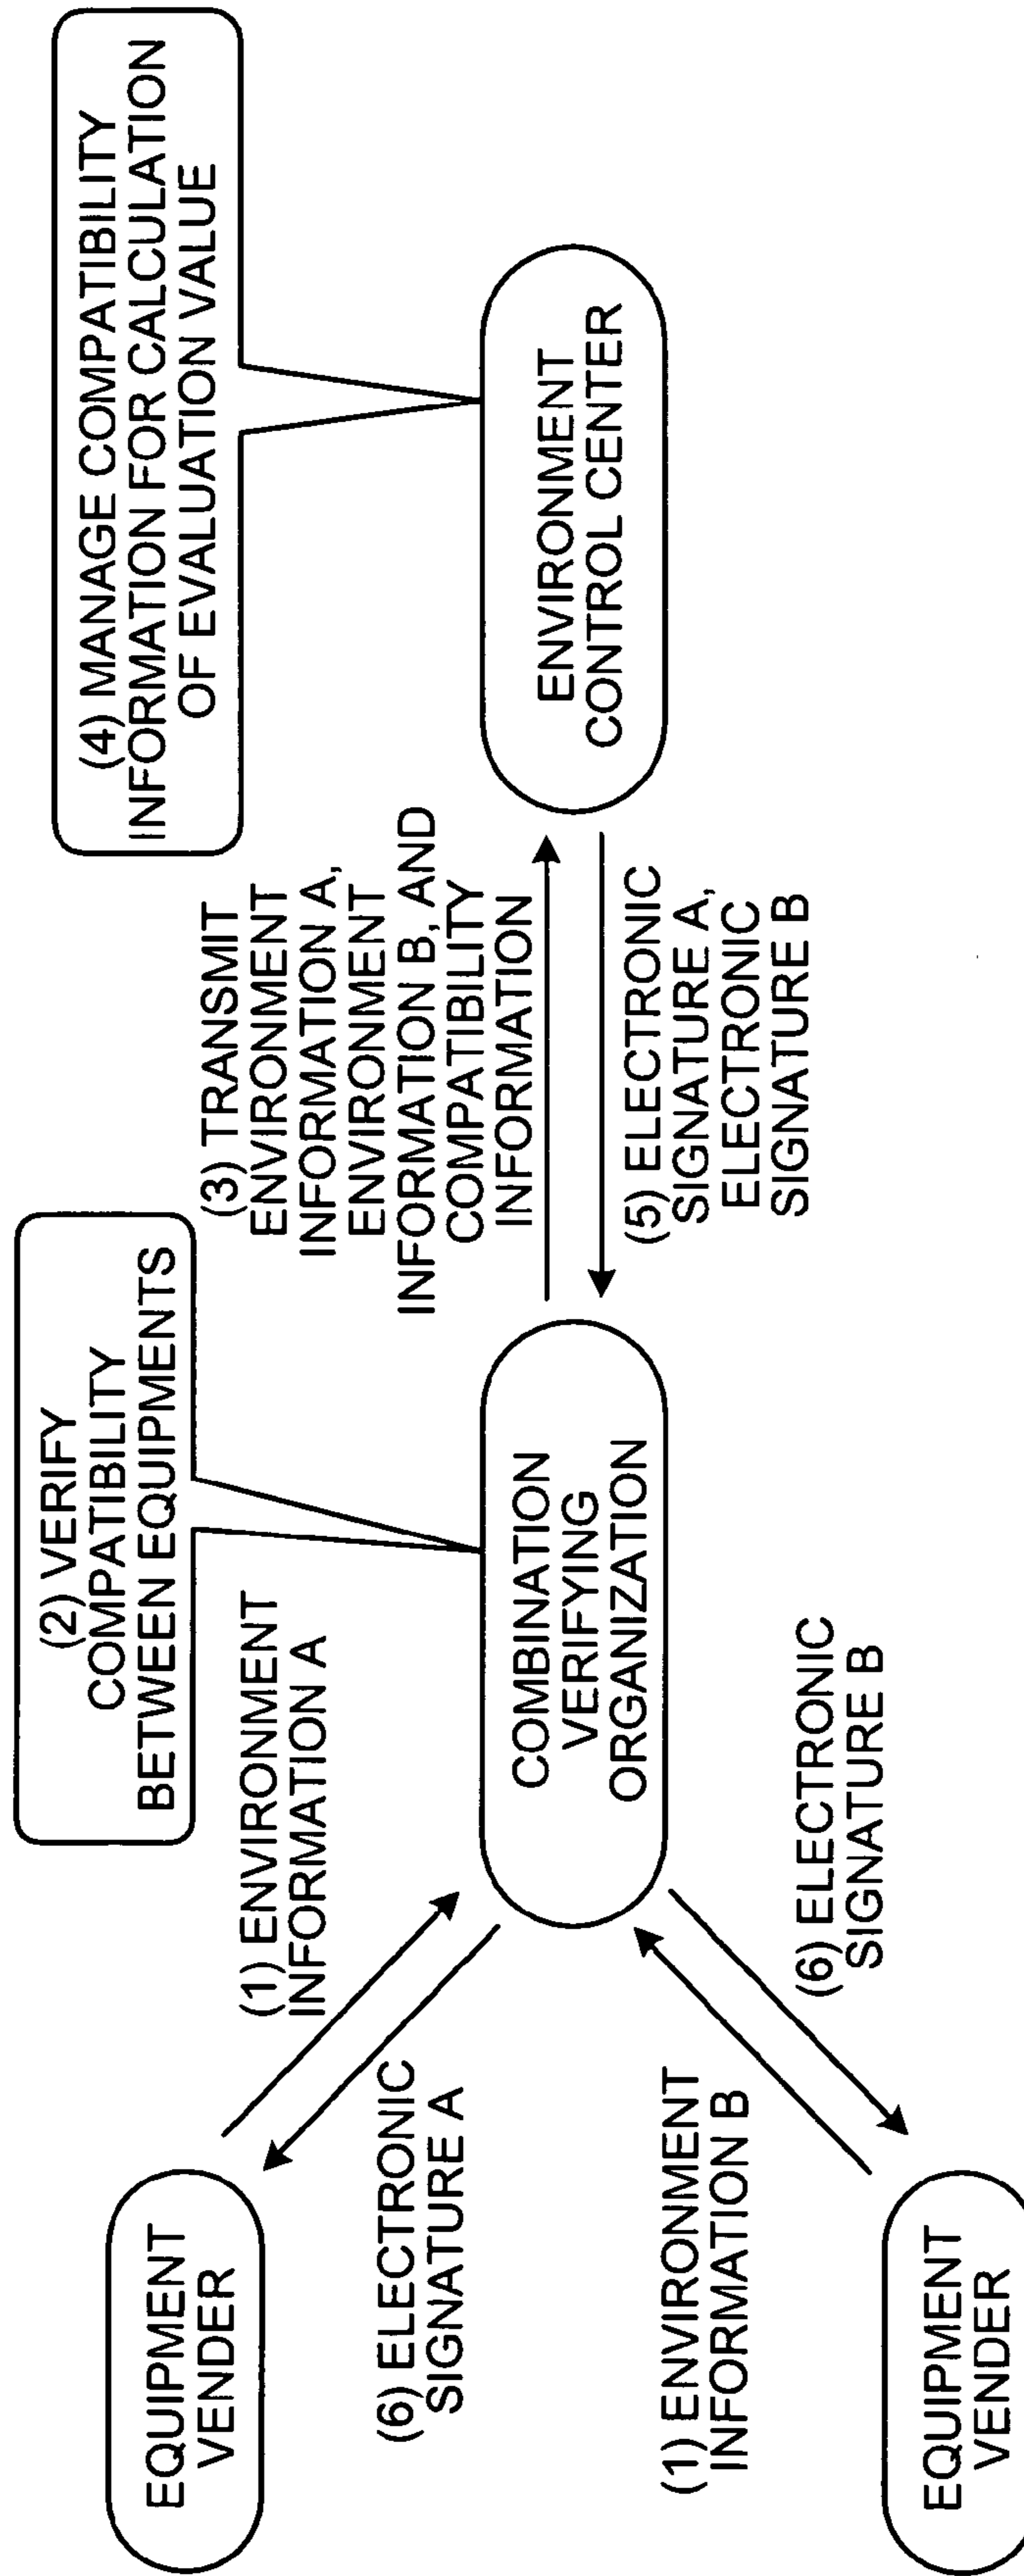 EQUIPMENT
VENDER
(1) ENVIRONMENT
INFORMATION A
(6) ELECTRONIC
SIGNATURE A
(1) ENVIRONMENT
INFORMATION B
(6) ELECTRONIC
SIGNATURE B
EQUIPMENT
VENDER
(2) VERIFY
COMPATIBILITY
BETWEEN EQUIPMENTS
COMBINATION
VERIFYING
ORGANIZATION
(3) TRANSMIT
ENVIRONMENT
INFORMATION A,
ENVIRONMENT
INFORMATION B, AND
COMPATIBILITY
INFORMATION
(5) ELECTRONIC
SIGNATURE A,
ELECTRONIC
SIGNATURE B
(4) MANAGE COMPATIBILITY
INFORMATION FOR CALCULATION
OF EVALUATION VALUE
ENVIRONMENT
CONTROL CENTER